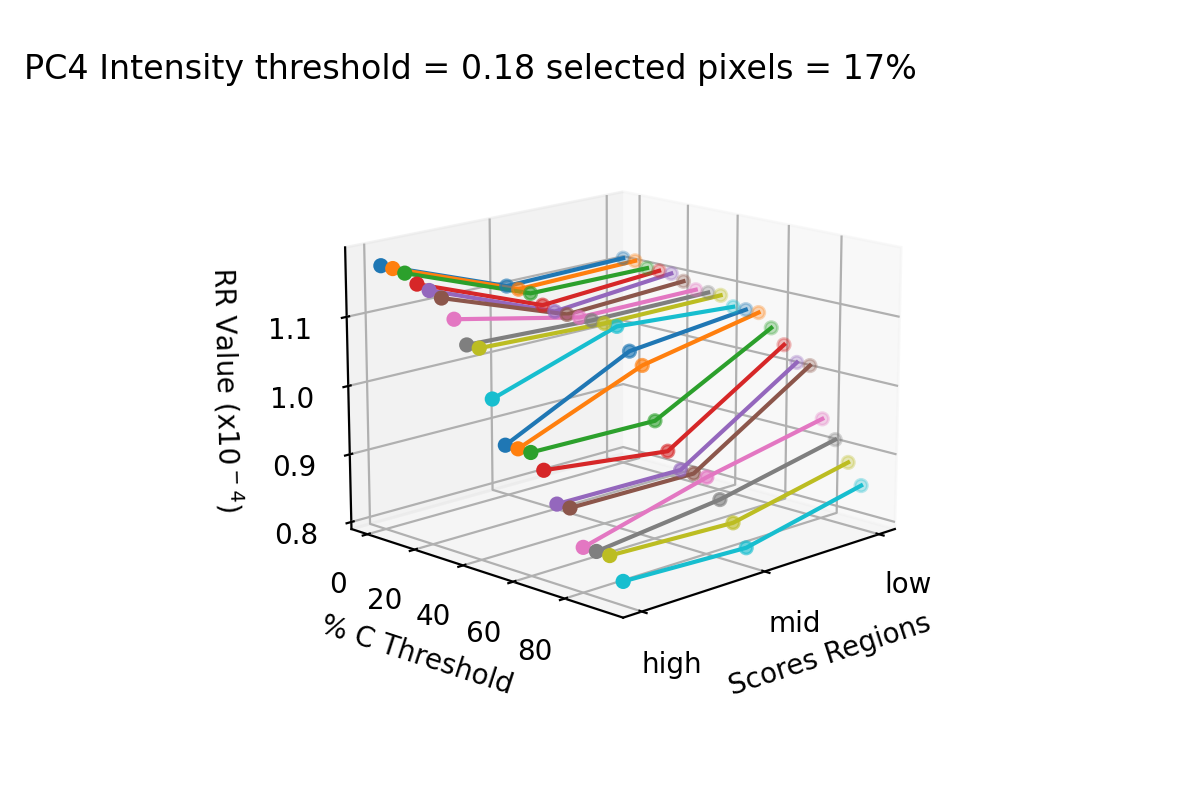 PC4 Intensity threshold = 0.18 selected pixels = 17%
RR Value (x10⁻⁴)
1.1
1.0
0.9
0.8
0
20
40
60
80
% C Threshold
high
mid
low
Scores Regions